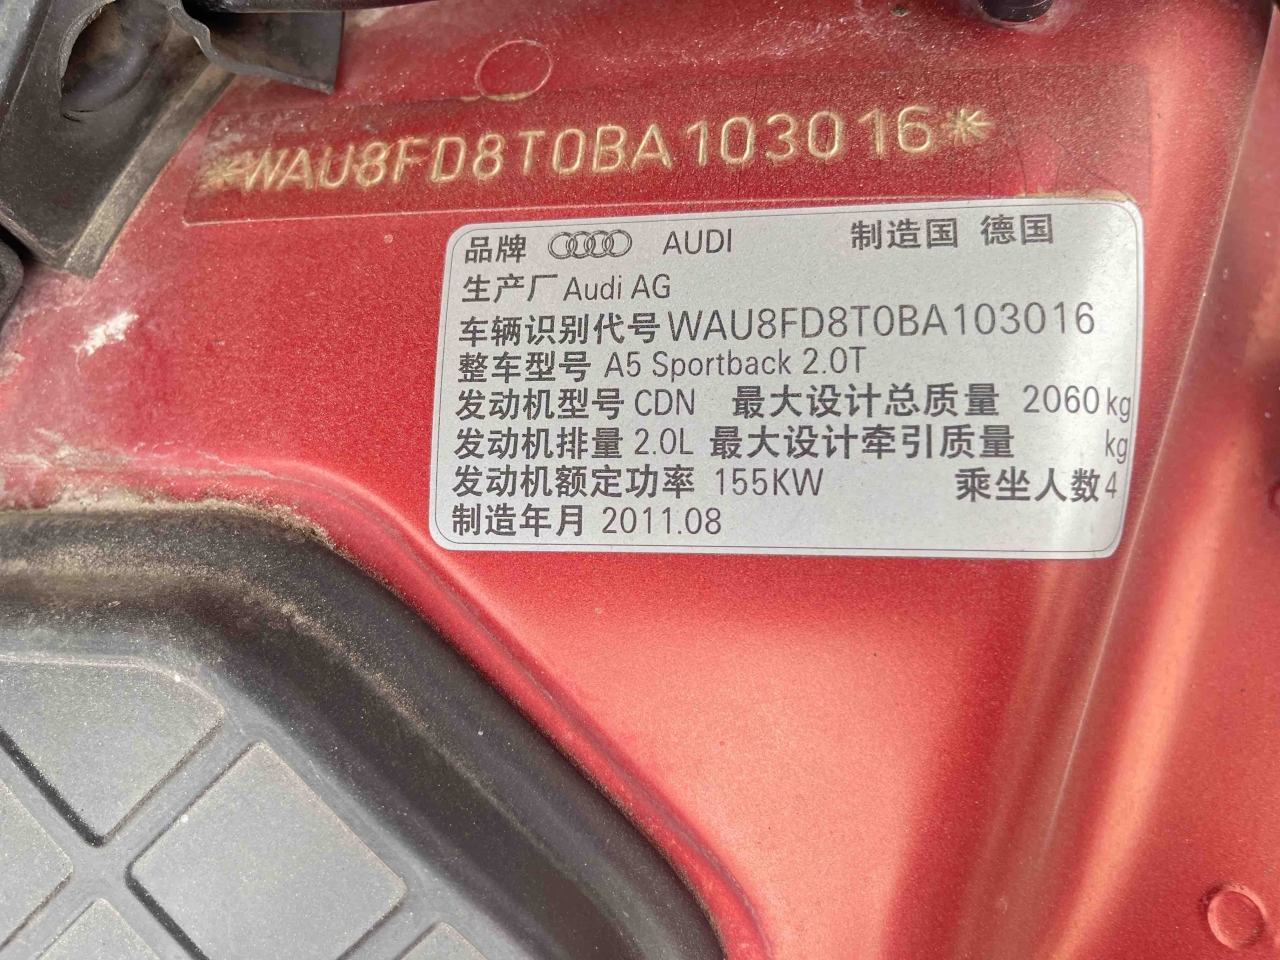 *WAU8FD8T0BA103016*
品牌 AUDI 制造国 德国
生产厂 Audi AG
车辆识别代号 WAU8FD8T0BA103016
整车型号 A5 Sportback 2.0T
发动机型号 CDN 最大设计总质量 2060 kg
发动机排量 2.0L 最大设计牵引质量 kg
发动机额定功率 155KW 乘坐人数 4
制造年月 2011.08